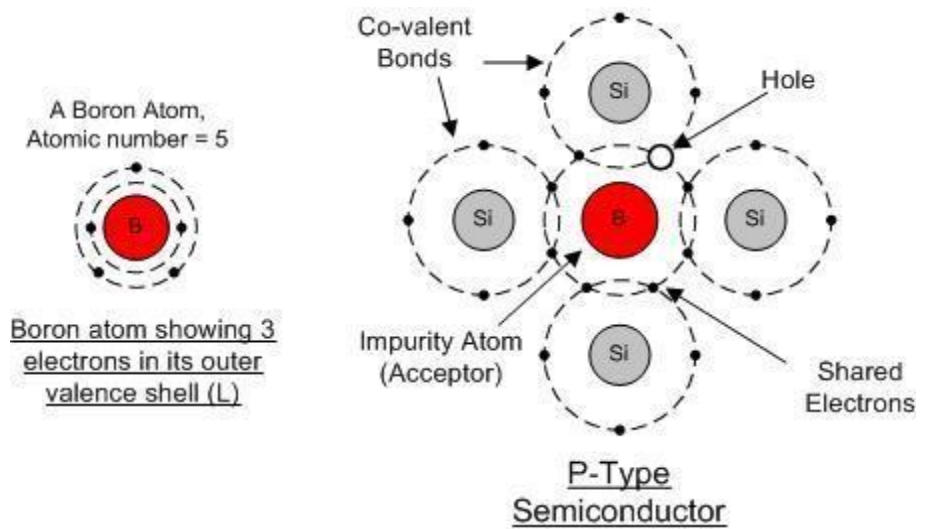 A Boron Atom,
Atomic number = 5
B
Boron atom showing 3
electrons in its outer
valence shell (L)
Co-valent
Bonds
Hole
Si
Si
B
Si
Si
Impurity Atom
(Acceptor)
Shared
Electrons
P-Type
Semiconductor